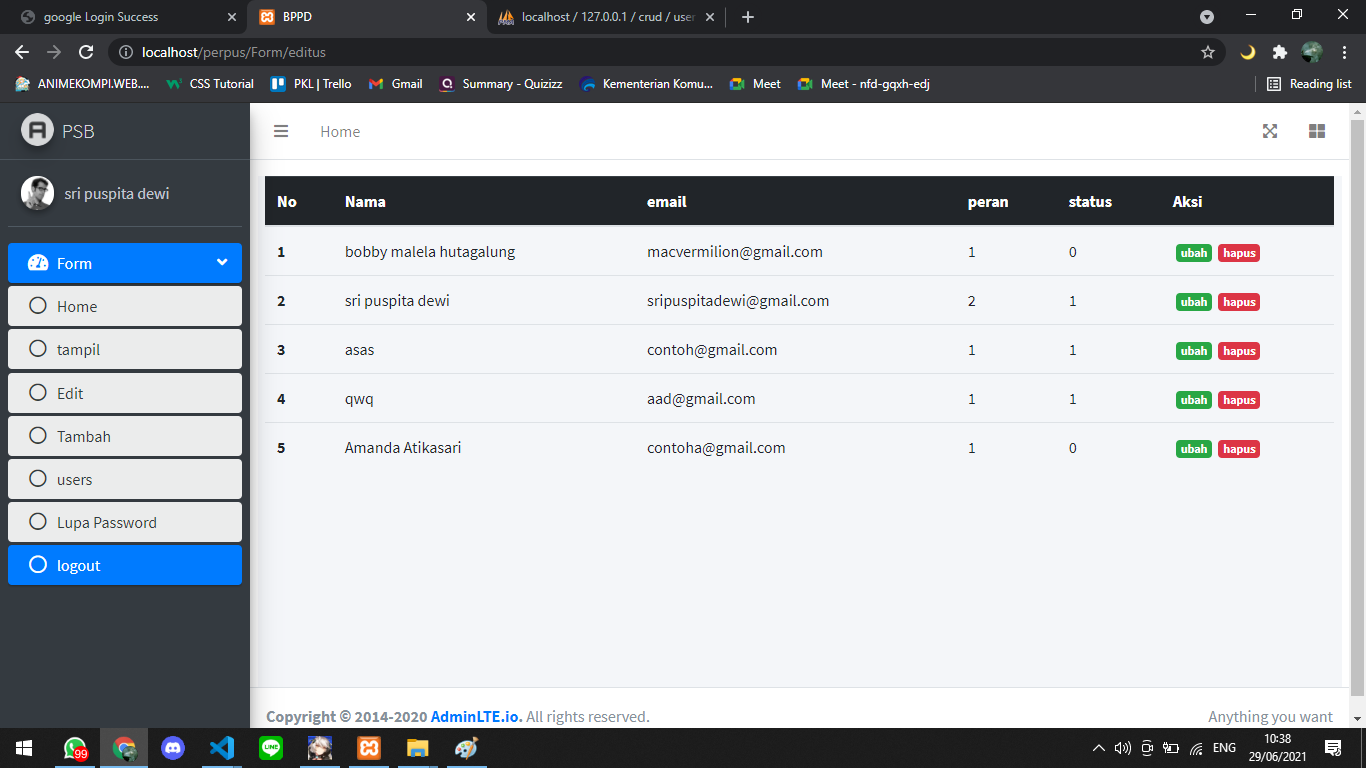 google Login Success
BPPD
localhost / 127.0.0.1 / crud / user
localhost/perpus/Form/editus
ANIMEKOMPI.WEB.... CSS Tutorial PKL | Trello Gmail Summary - Quizizz Kementerian Komu... Meet Meet - nfd-gqxh-edj Reading list
PSB
Home
sri puspita dewi
Form
Home
tampil
Edit
Tambah
users
Lupa Password
logout
No Nama email peran status Aksi
1 bobby malela hutagalung macvermilion@gmail.com 1 0 ubah hapus
2 sri puspita dewi sripuspitadewi@gmail.com 2 1 ubah hapus
3 asas contoh@gmail.com 1 1 ubah hapus
4 qwq aad@gmail.com 1 1 ubah hapus
5 Amanda Atikasari contoha@gmail.com 1 0 ubah hapus
Copyright © 2014-2020 AdminLTE.io. All rights reserved. Anything you want
99
ENG
10:38
29/06/2021